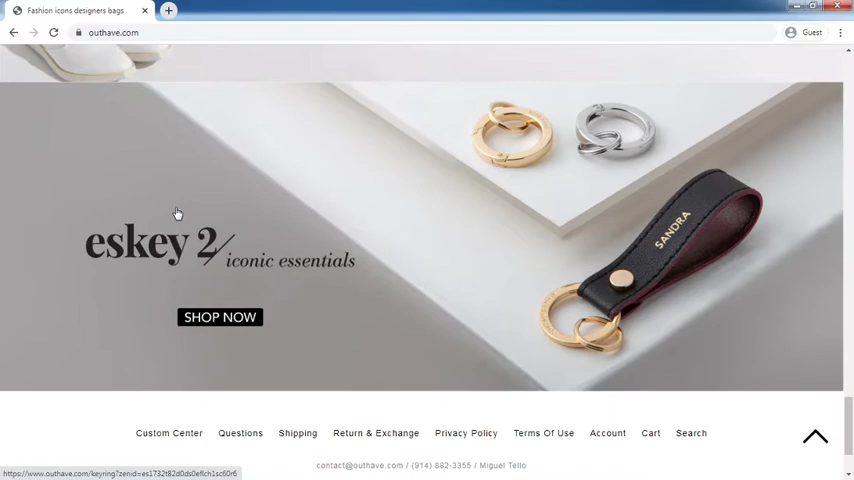 Fashion icons designers bags
outhave.com
Guest
SANDRA
eskey 2/ iconic essentials
SHOP NOW
Custom Center Questions Shipping Return & Exchange Privacy Policy Terms Of Use Account Cart Search
contact@outhave.com / (914) 882-3355 / Miguel Tello
https://www.outhave.com/keyring?zenid=es1732t82d0ds0eflch1sc60r6